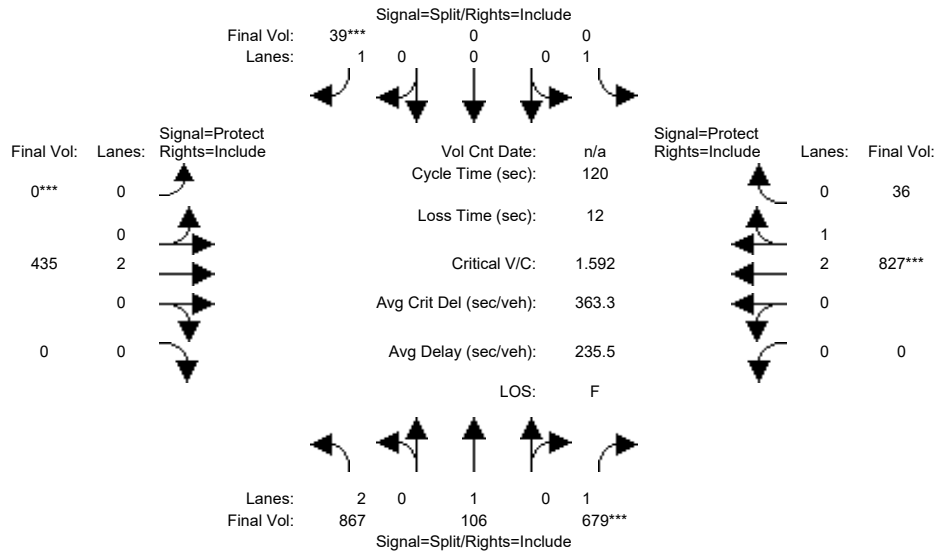 Signal=Split/Rights=Include
Final Vol: 39*** 0 0
Lanes: 1 0 0 0 1
Signal=Protect Signal=Protect
Final Vol: Lanes: Rights=Include Vol Cnt Date: n/a Rights=Include Lanes: Final Vol:
Cycle Time (sec): 120
0*** 0 0 36
Loss Time (sec): 12
0 1
435 2 Critical V/C: 1.592 2 827***
0 Avg Crit Del (sec/veh): 363.3 0
0 0 Avg Delay (sec/veh): 235.5 0 0
LOS: F
Lanes: 2 0 1 0 1
Final Vol: 867 106 679***
Signal=Split/Rights=Include